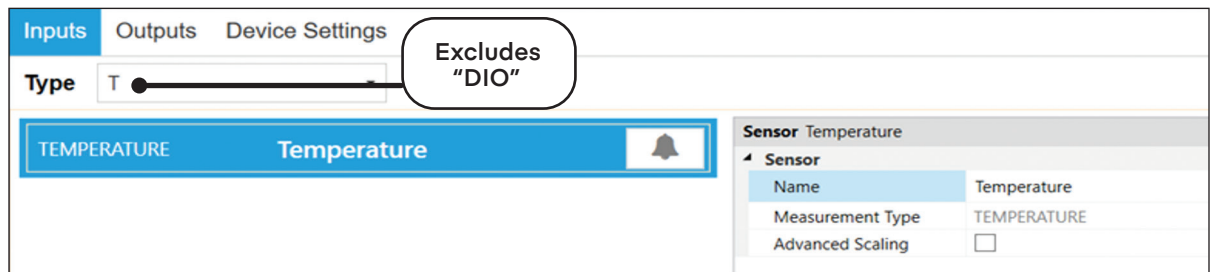 Inputs Outputs Device Settings
Excludes
“DIO”
Type T
TEMPERATURE Temperature
Sensor Temperature
Sensor
Name Temperature
Measurement Type TEMPERATURE
Advanced Scaling